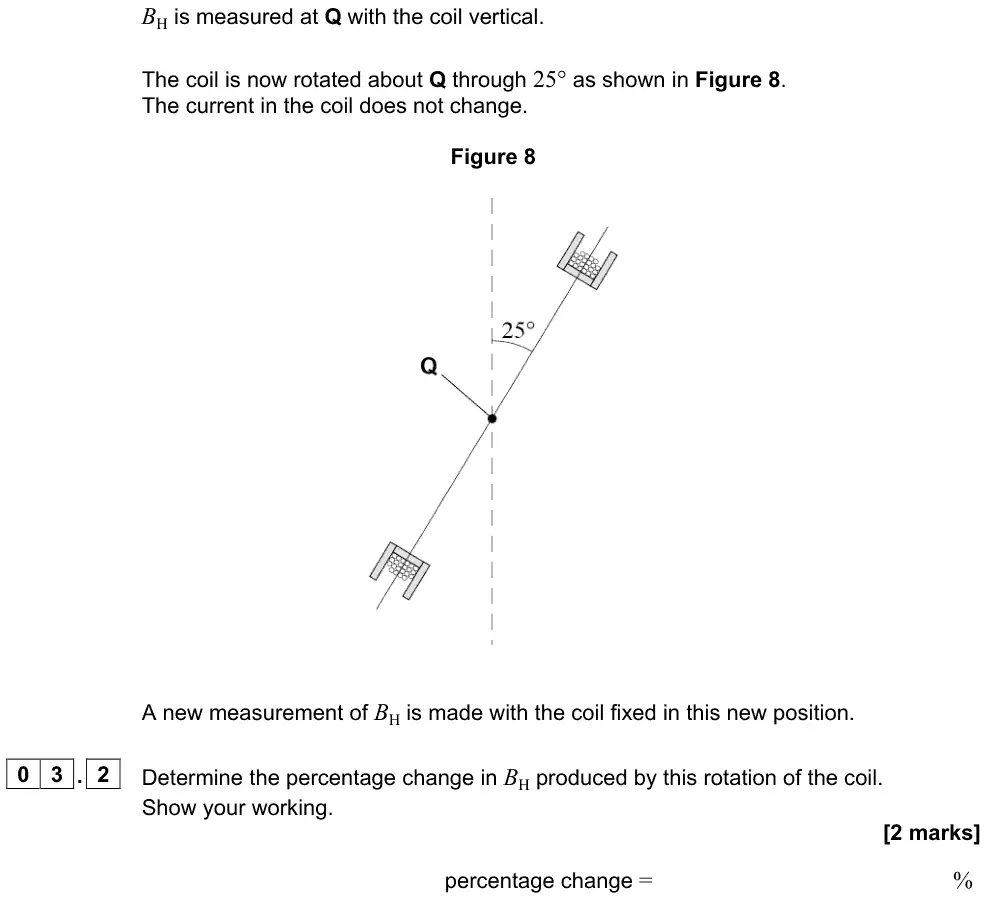 B_H is measured at Q with the coil vertical.
The coil is now rotated about Q through 25° as shown in Figure 8.
The current in the coil does not change.
Figure 8
25°
Q
A new measurement of B_H is made with the coil fixed in this new position.
0 3 . 2 Determine the percentage change in B_H produced by this rotation of the coil.
Show your working.
[2 marks]
percentage change = %